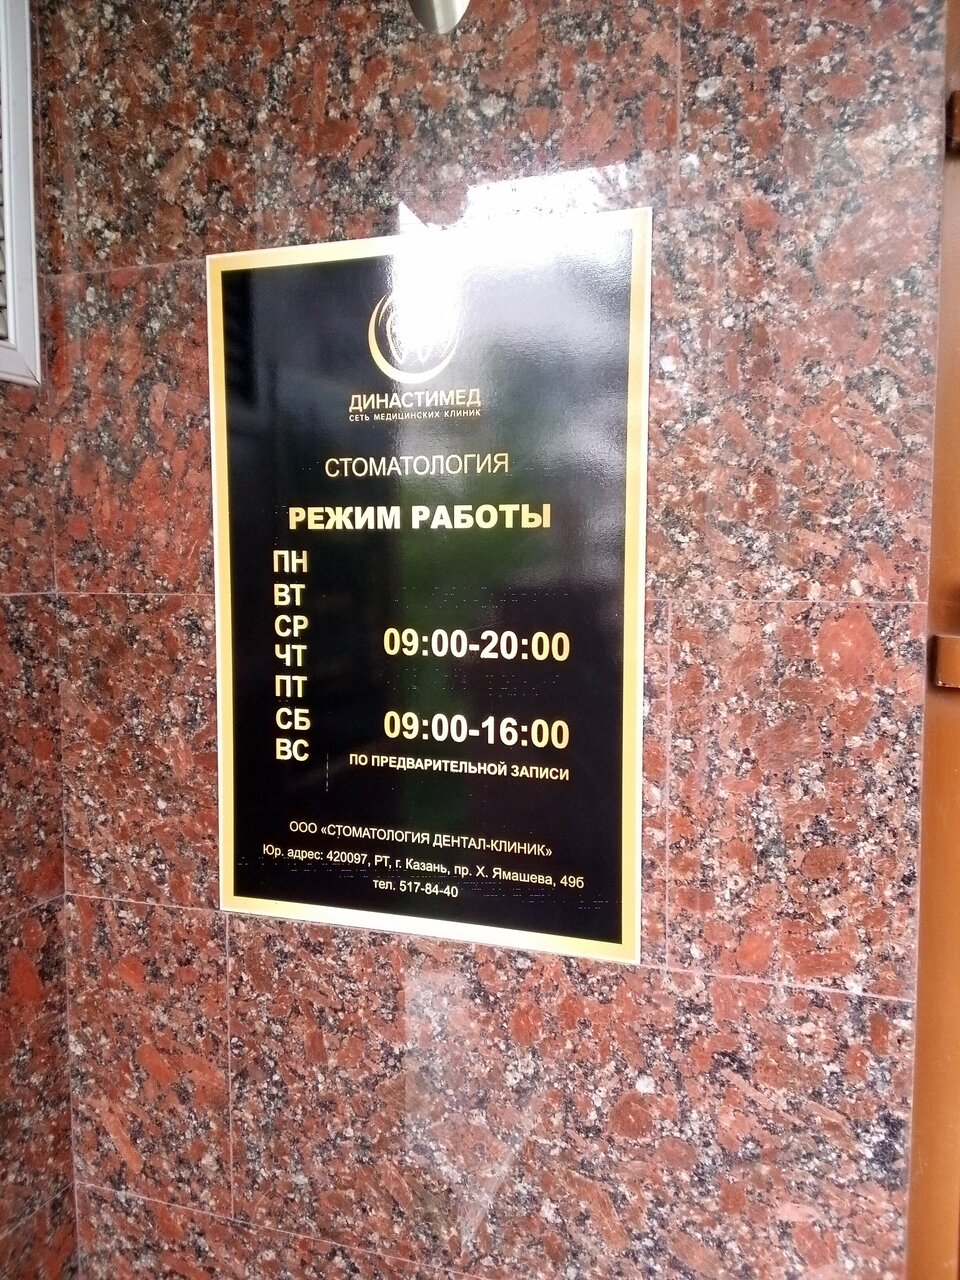 ДИНАСТИМЕД
СЕТЬ МЕДИЦИНСКИХ КЛИНИК
СТОМАТОЛОГИЯ
РЕЖИМ РАБОТЫ
ПН
ВТ
СР
09:00-20:00
ЧТ
ПТ
СБ 09:00-16:00
ВС ПО ПРЕДВАРИТЕЛЬНОЙ ЗАПИСИ
ООО «СТОМАТОЛОГИЯ ДЕНТАЛ-КЛИНИК»
Юр. адрес: 420097, РТ, г. Казань, пр. Х. Ямашева, 49б
тел. 517-84-40